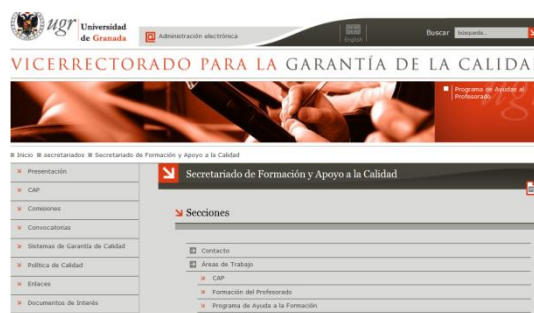 ugr Universidad
de Granada
Administración electrónica
English
Buscar búsqueda..
VICERRECTORADO PARA LA GARANTÍA DE LA CALIDA
Programa de Ayudas al
Profesorado
Inicio secretariados Secretariado de Formación y Apoyo a la Calidad
Presentación
CAP
Comisiones
Convocatorias
Sistemas de Garantía de Calidad
Política de Calidad
Enlaces
Documentos de Interés
Secretariado de Formación y Apoyo a la Calidad
Secciones
Contacto
Áreas de Trabajo
CAP
Formación del Profesorado
Programa de Ayuda a la Formación